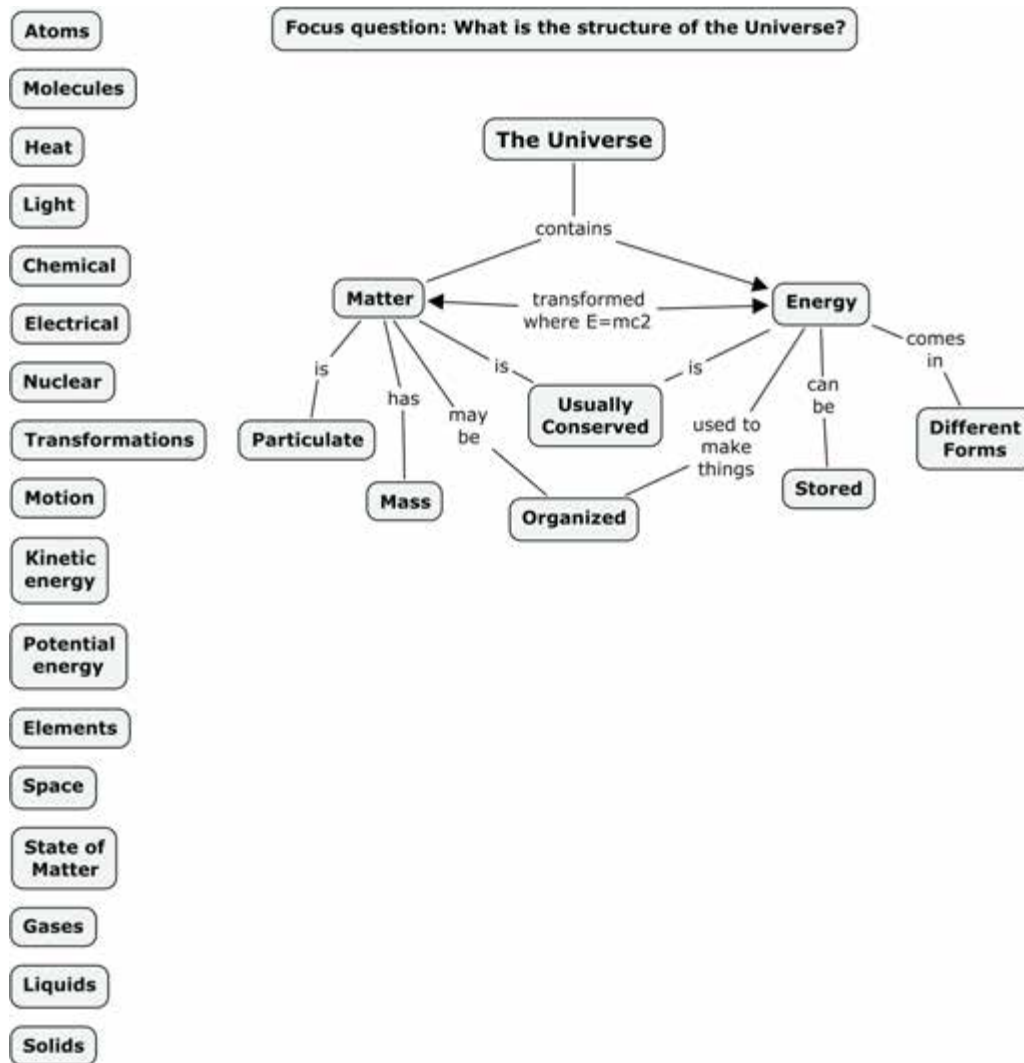 Focus question: What is the structure of the Universe?
Atoms
Molecules
Heat
Light
Chemical
Electrical
Nuclear
Transformations
Motion
Kinetic
energy
Potential
energy
Elements
Space
State of
Matter
Gases
Liquids
Solids
The Universe
contains
Matter
transformed
where E=mc2
Energy
is
has
may
be
is
is
used to
make
things
can
be
comes
in
Particulate
Mass
Organized
Usually
Conserved
Stored
Different
Forms